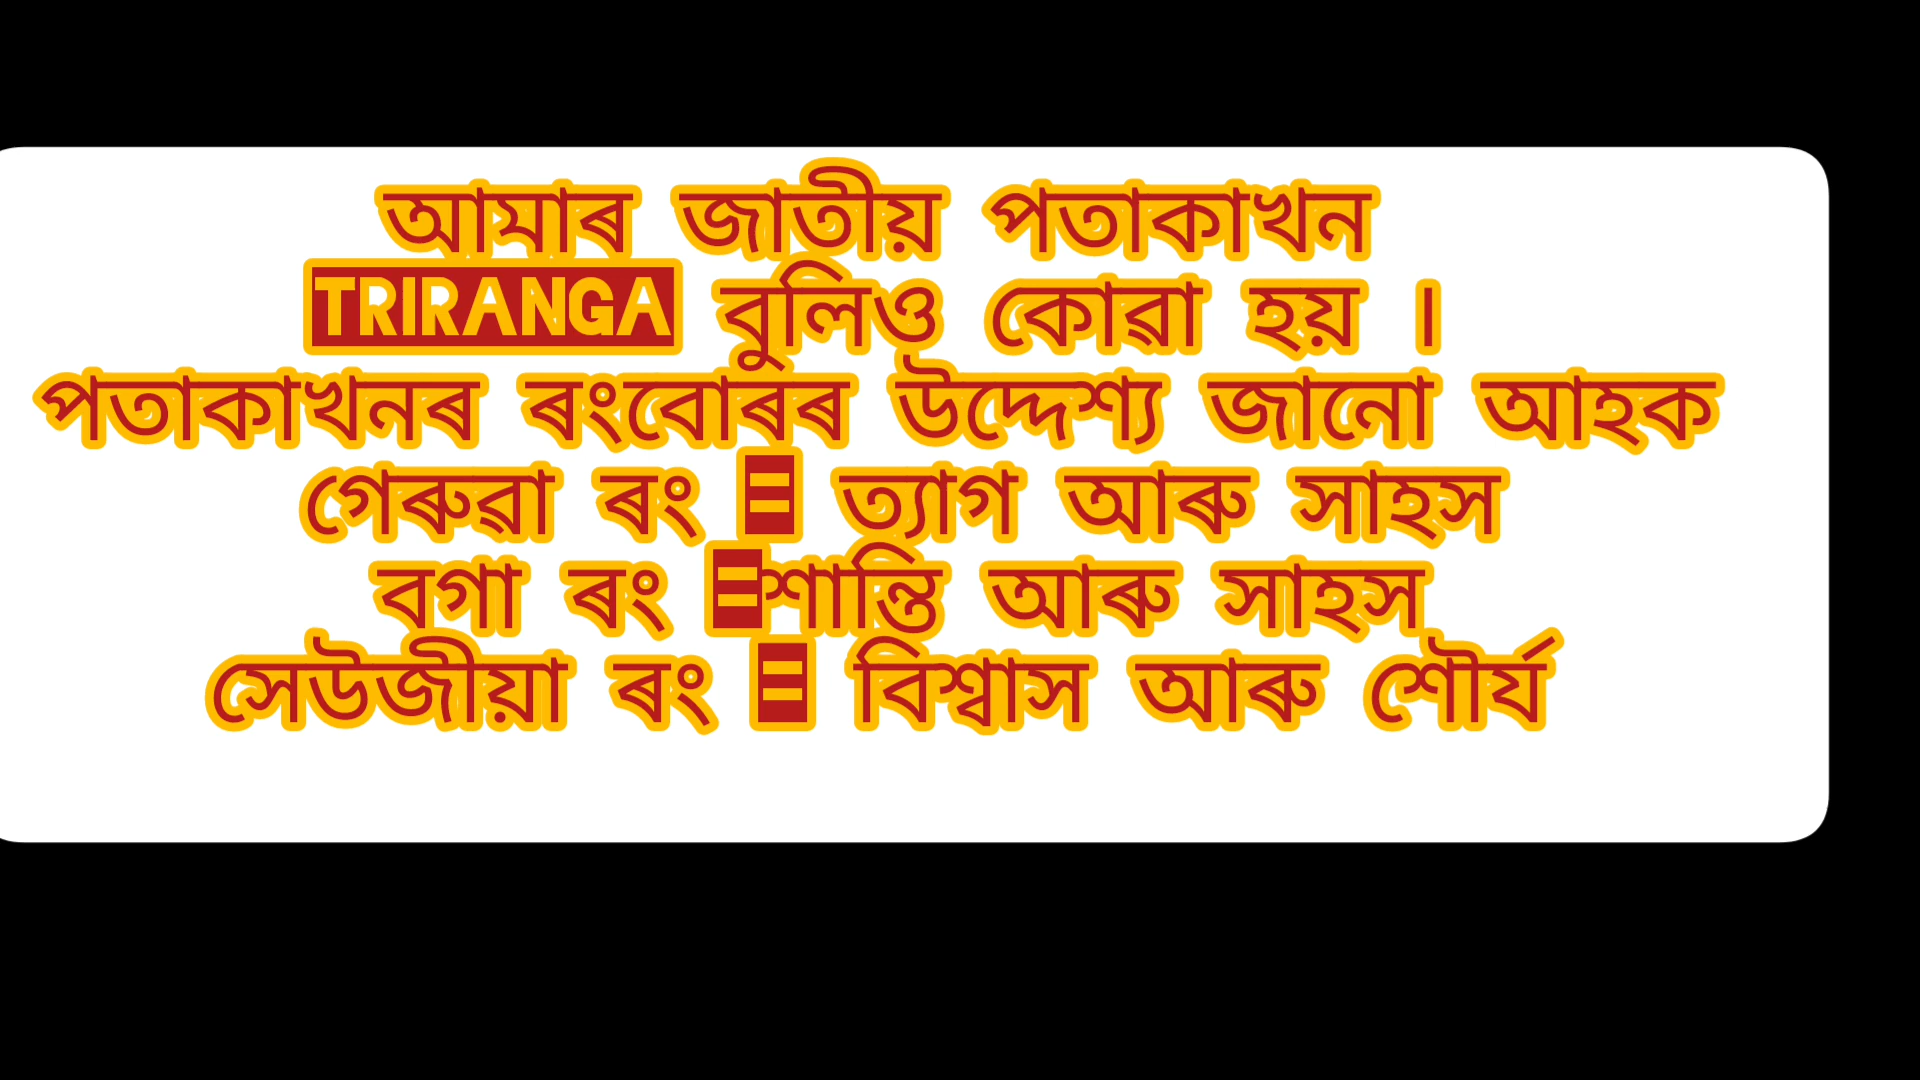 আমাৰ জাতীয় পতাকাখন
TRIRANGA বুলিও কোৱা হয় ।
পতাকাখনৰ ৰংবোৰৰ উদ্দেশ্য জানো আহক
গেৰুৱা ৰং = ত্যাগ আৰু সাহস
বগা ৰং =শান্তি আৰু সাহস
সেউজীয়া ৰং = বিশ্বাস আৰু শৌৰ্য